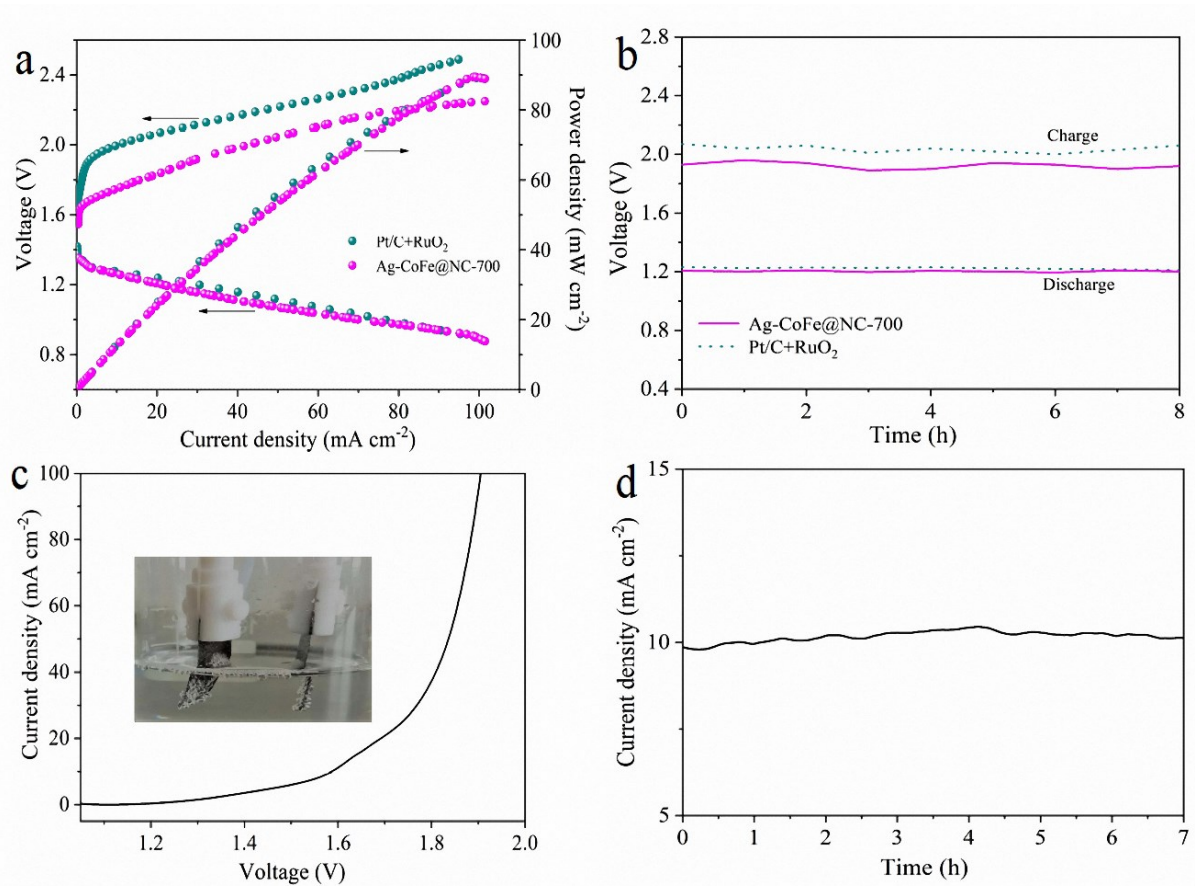 a
Voltage (V)
2.4
2.0
1.6
1.2
0.8
100
80
60
40
20
0
Power density (mW cm⁻²)
Pt/C+RuO₂
Ag-CoFe@NC-700
0 20 40 60 80 100
Current density (mA cm⁻²)
b
Voltage (V)
2.8
2.4
2.0
1.6
1.2
0.8
0.4
Charge
Discharge
Ag-CoFe@NC-700
Pt/C+RuO₂
0 2 4 6 8
Time (h)
c
Current density (mA cm⁻²)
100
80
60
40
20
0
1.2 1.4 1.6 1.8 2.0
Voltage (V)
d
Current density (mA cm⁻²)
15
10
5
0 1 2 3 4 5 6 7
Time (h)